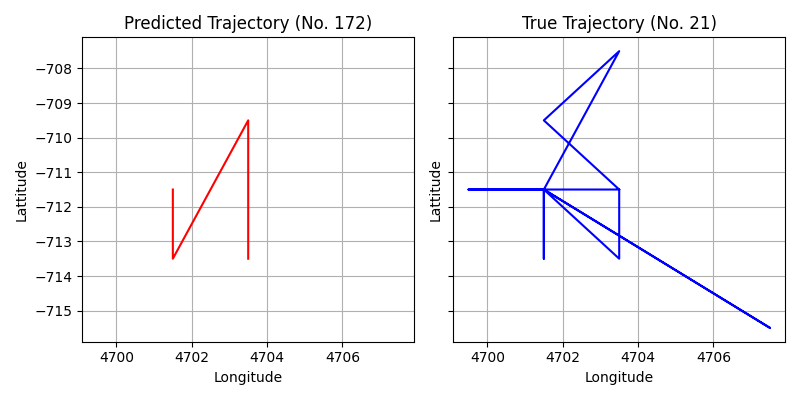 Predicted Trajectory (No. 172)
True Trajectory (No. 21)
−708
−709
−710
−711
−712
−713
−714
−715
Lattitude
Lattitude
4700 4702 4704 4706
4700 4702 4704 4706
Longitude
Longitude